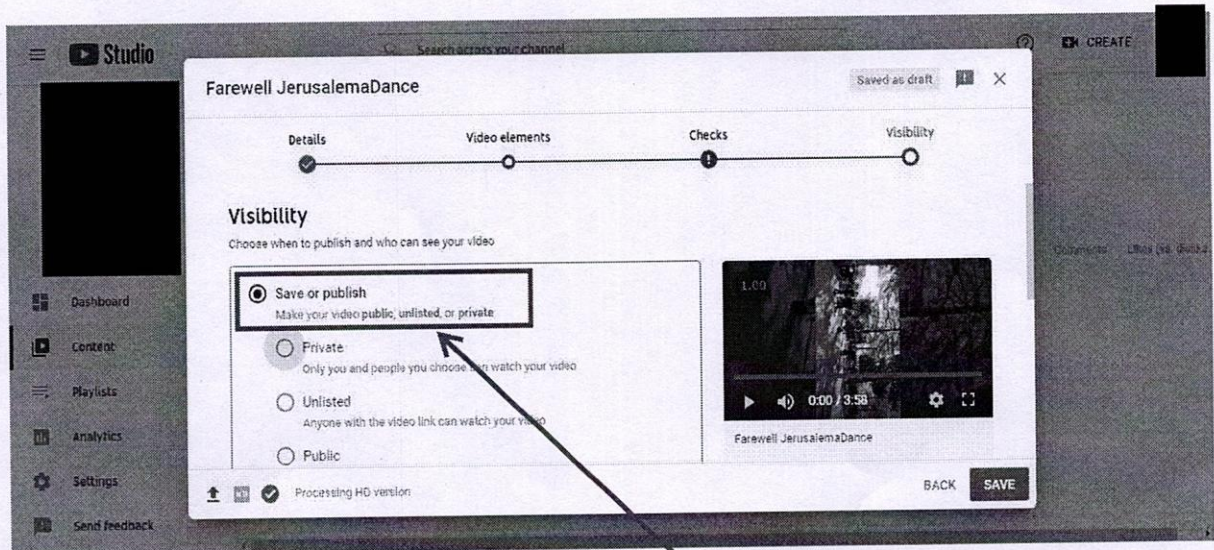 Studio
Search across your channel
CREATE
Farewell JerusalemaDance
Saved as draft
Details
Video elements
Checks
Visibility
Visibility
Choose when to publish and who can see your video
Save or publish
Make your video public, unlisted, or private
Private
Only you and people you choose can watch your video
Unlisted
Anyone with the video link can watch your video
Public
1.00
0:00 / 3:58
Farewell JerusalemaDance
Dashboard
Content
Playlists
Analytics
Settings
Send feedback
Comments
Processing HD version
BACK
SAVE